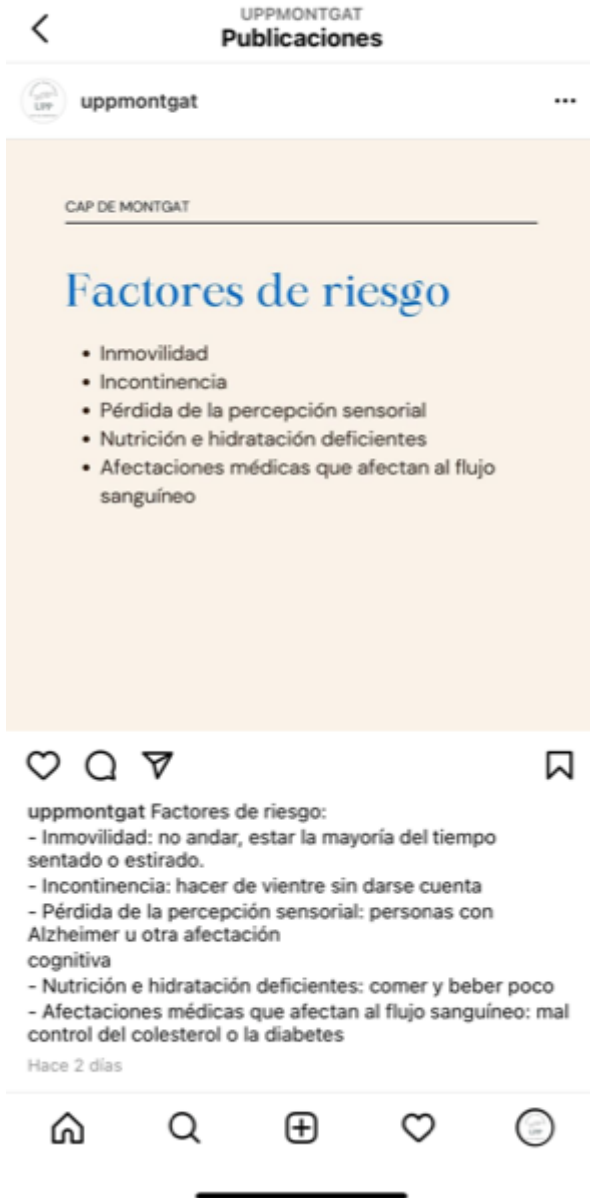 UPPMONTGAT
Publicaciones
UPP
uppmontgat
CAP DE MONTGAT
Factores de riesgo
• Inmovilidad
• Incontinencia
• Pérdida de la percepción sensorial
• Nutrición e hidratación deficientes
• Afectaciones médicas que afectan al flujo
sanguíneo
uppmontgat Factores de riesgo:
- Inmovilidad: no andar, estar la mayoría del tiempo
sentado o estirado.
- Incontinencia: hacer de vientre sin darse cuenta
- Pérdida de la percepción sensorial: personas con
Alzheimer u otra afectación
cognitiva
- Nutrición e hidratación deficientes: comer y beber poco
- Afectaciones médicas que afectan al flujo sanguíneo: mal
control del colesterol o la diabetes
Hace 2 días